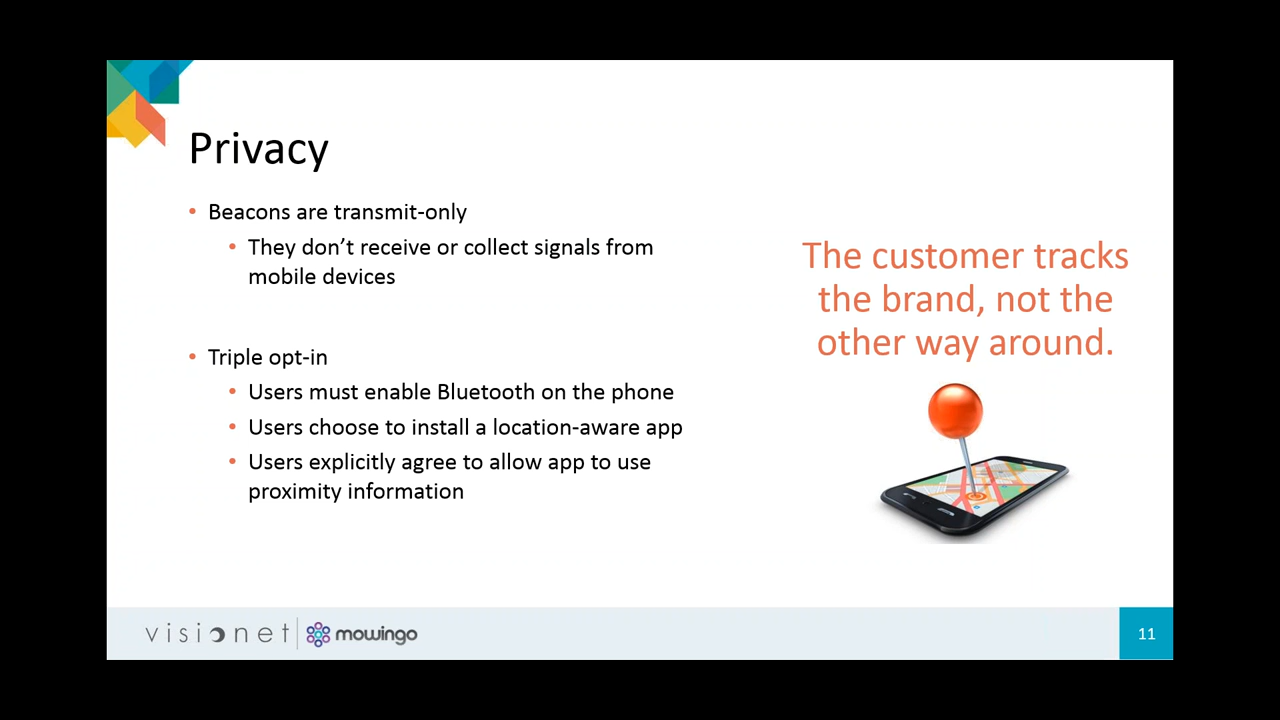 Privacy
• Beacons are transmit-only
• They don’t receive or collect signals from
mobile devices
• Triple opt-in
• Users must enable Bluetooth on the phone
• Users choose to install a location-aware app
• Users explicitly agree to allow app to use
proximity information
The customer tracks
the brand, not the
other way around.
visionet
mowingo
11